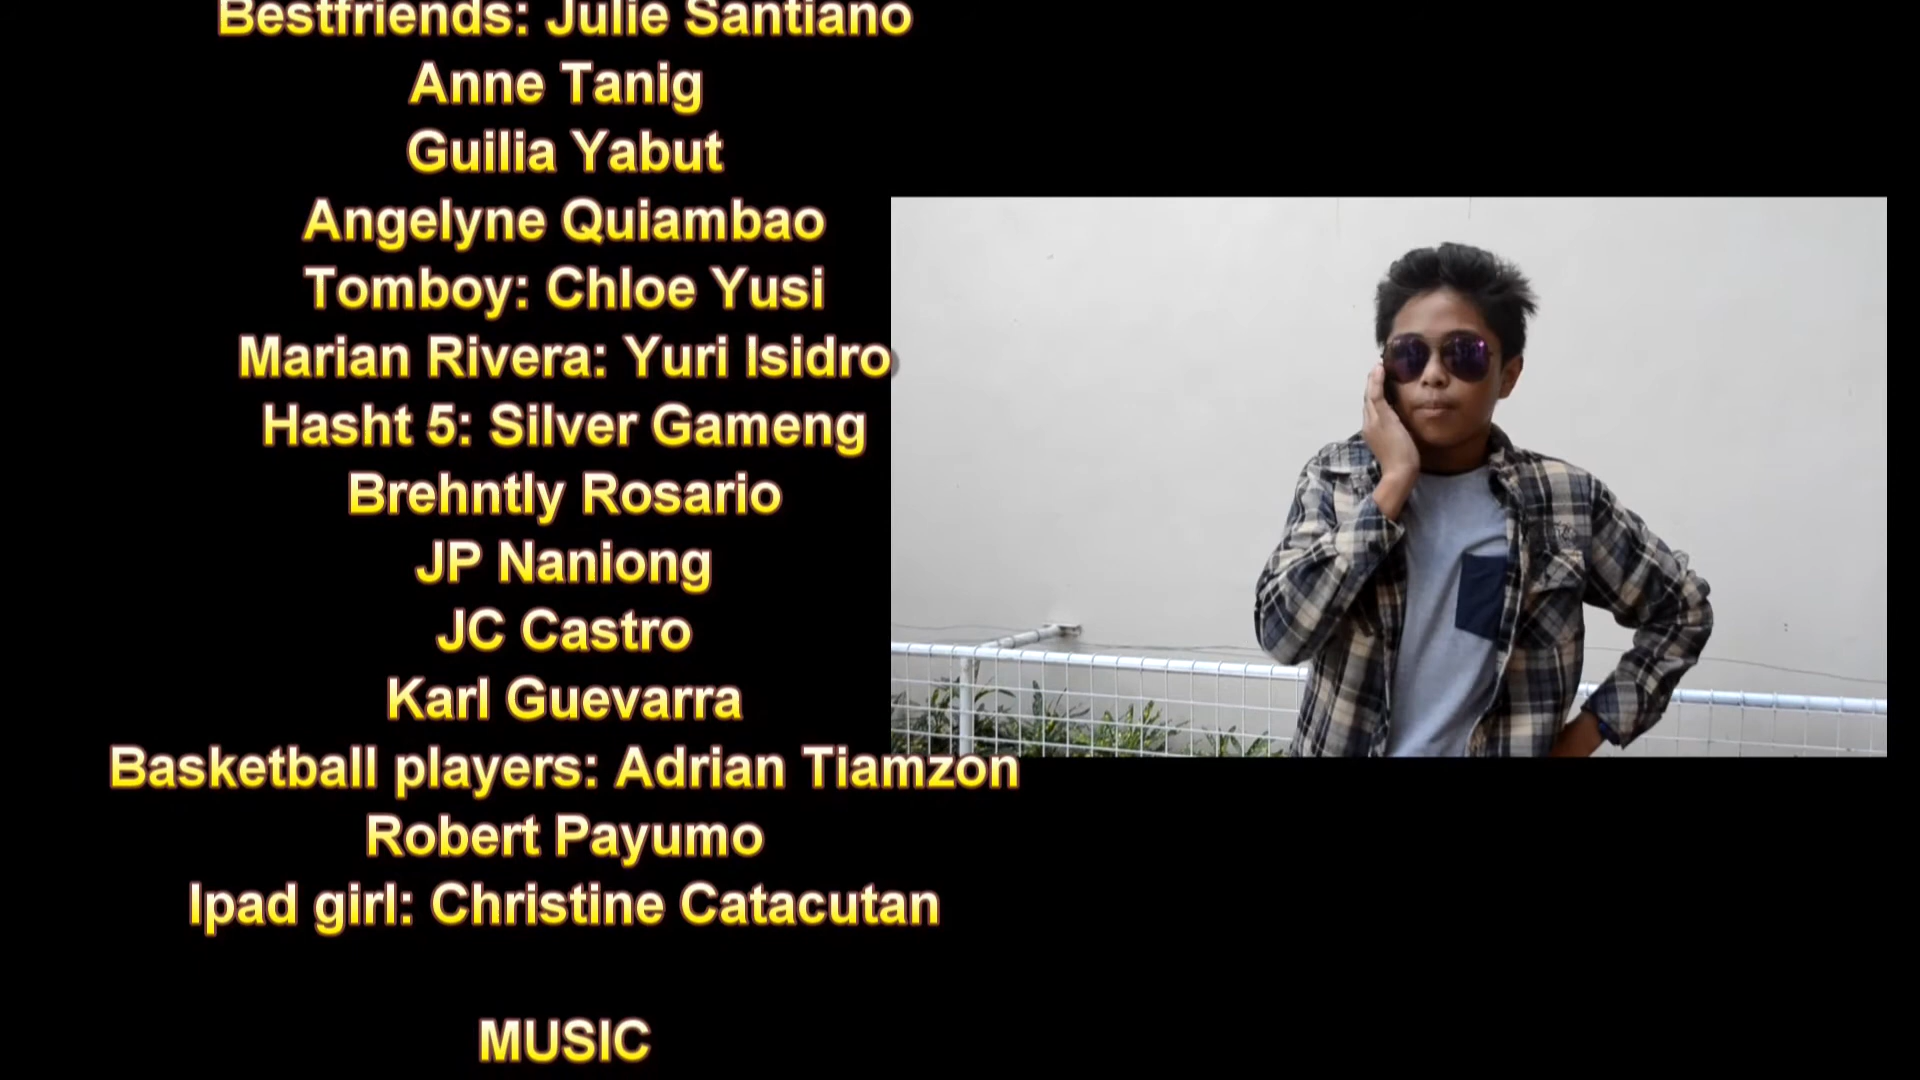 Bestfriends: Julie Santiano
Anne Tanig
Guilia Yabut
Angelyne Quiambao
Tomboy: Chloe Yusi
Marian Rivera: Yuri Isidro
Hasht 5: Silver Gameng
Brehntly Rosario
JP Naniong
JC Castro
Karl Guevarra
Basketball players: Adrian Tiamzon
Robert Payumo
Ipad girl: Christine Catacutan
MUSIC